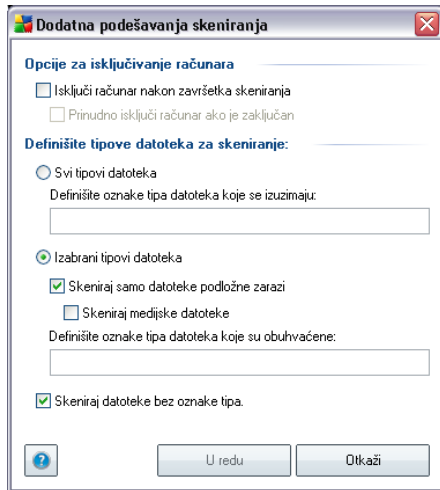 Dodatna podešavanja skeniranja
Opcije za isključivanje računara
Isključi računar nakon završetka skeniranja
Prinudno isključi računar ako je zaključan
Definišite tipove datoteka za skeniranje:
Svi tipovi datoteka
Definišite oznake tipa datoteka koje se izuzimaju:
Izabrani tipovi datoteka
Skeniraj samo datoteke podložne zarazi
Skeniraj medijske datoteke
Definišite oznake tipa datoteka koje su obuhvaćene:
Skeniraj datoteke bez oznake tipa.
?
U redu
Otkaži